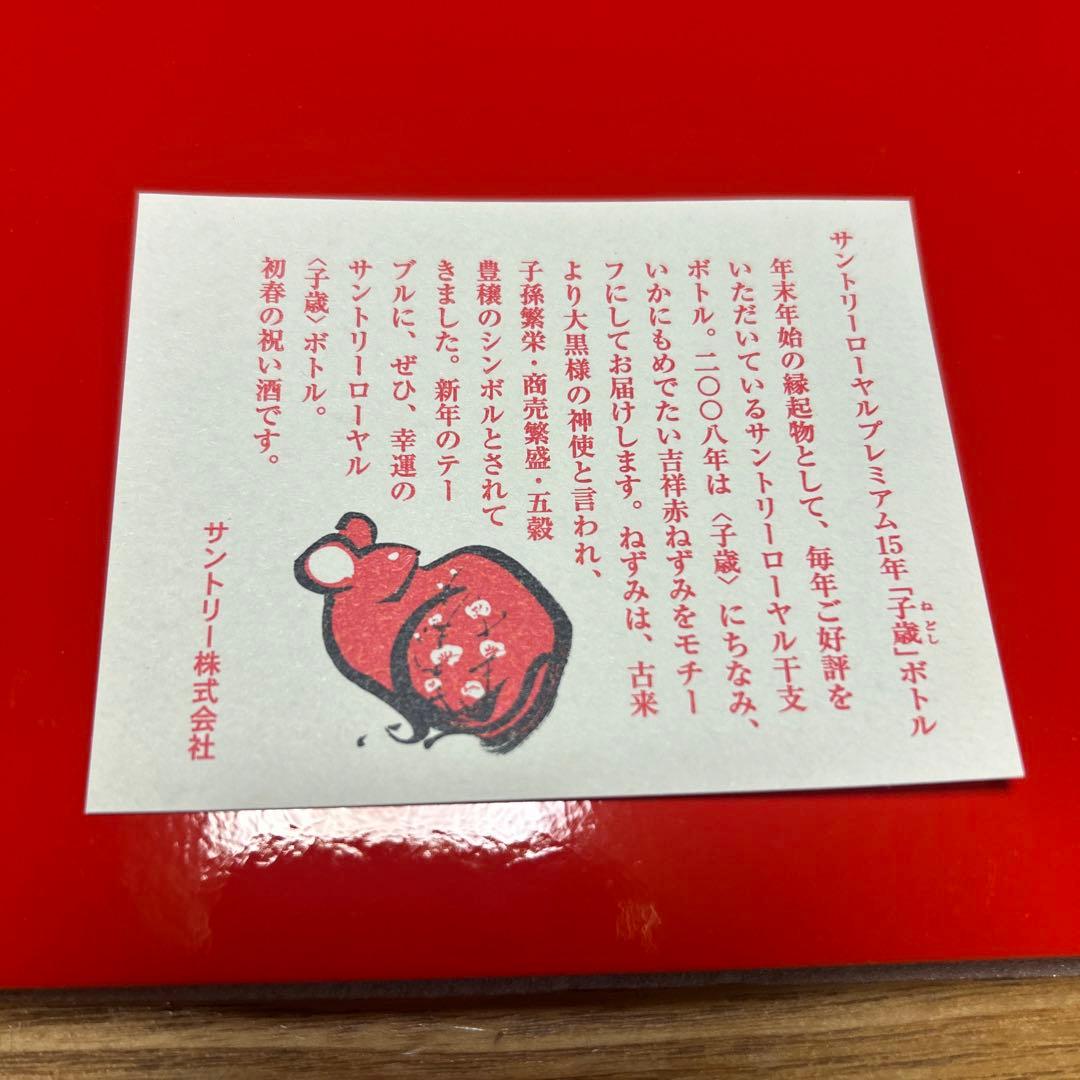 サントリーローヤルプレミアム15年「子歳」ボトル
ねどし
年末年始の縁起物として、毎年ご好評を
いただいているサントリーローヤル干支
ボトル。二〇〇八年は〈子歳〉にちなみ、
いかにもめでたい吉祥赤ねずみをモチー
フにしてお届けします。ねずみは、古来
より大黒様の神使と言われ、
子孫繁栄・商売繁盛・五穀
豊穣のシンボルとされて
きました。新年のテー
ブルに、ぜひ、幸運の
サントリーローヤル
〈子歳〉ボトル。
初春の祝い酒です。
サントリー株式会社